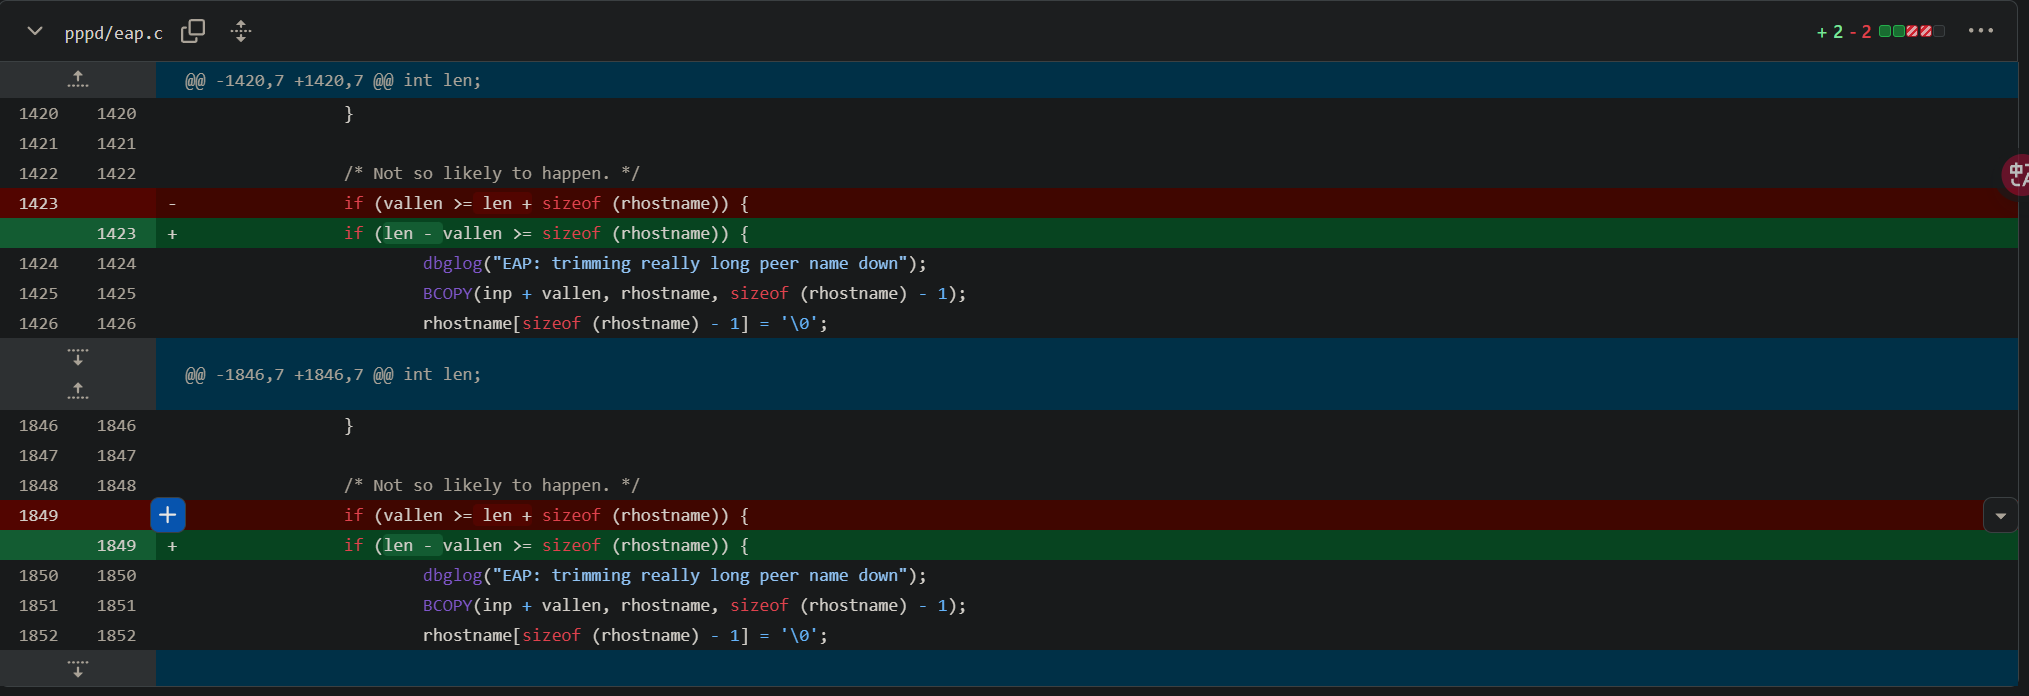 pppd/eap.c +2 -2
@@ -1420,7 +1420,7 @@ int len;
1420 1420 }
1421 1421
1422 1422 /* Not so likely to happen. */
1423 - if (vallen >= len + sizeof (rhostname)) {
1423 + if (len - vallen >= sizeof (rhostname)) {
1424 1424 dbglog("EAP: trimming really long peer name down");
1425 1425 BCOPY(inp + vallen, rhostname, sizeof (rhostname) - 1);
1426 1426 rhostname[sizeof (rhostname) - 1] = '\0';
@@ -1846,7 +1846,7 @@ int len;
1846 1846 }
1847 1847
1848 1848 /* Not so likely to happen. */
1849 + if (vallen >= len + sizeof (rhostname)) {
1849 + if (len - vallen >= sizeof (rhostname)) {
1850 1850 dbglog("EAP: trimming really long peer name down");
1851 1851 BCOPY(inp + vallen, rhostname, sizeof (rhostname) - 1);
1852 1852 rhostname[sizeof (rhostname) - 1] = '\0';